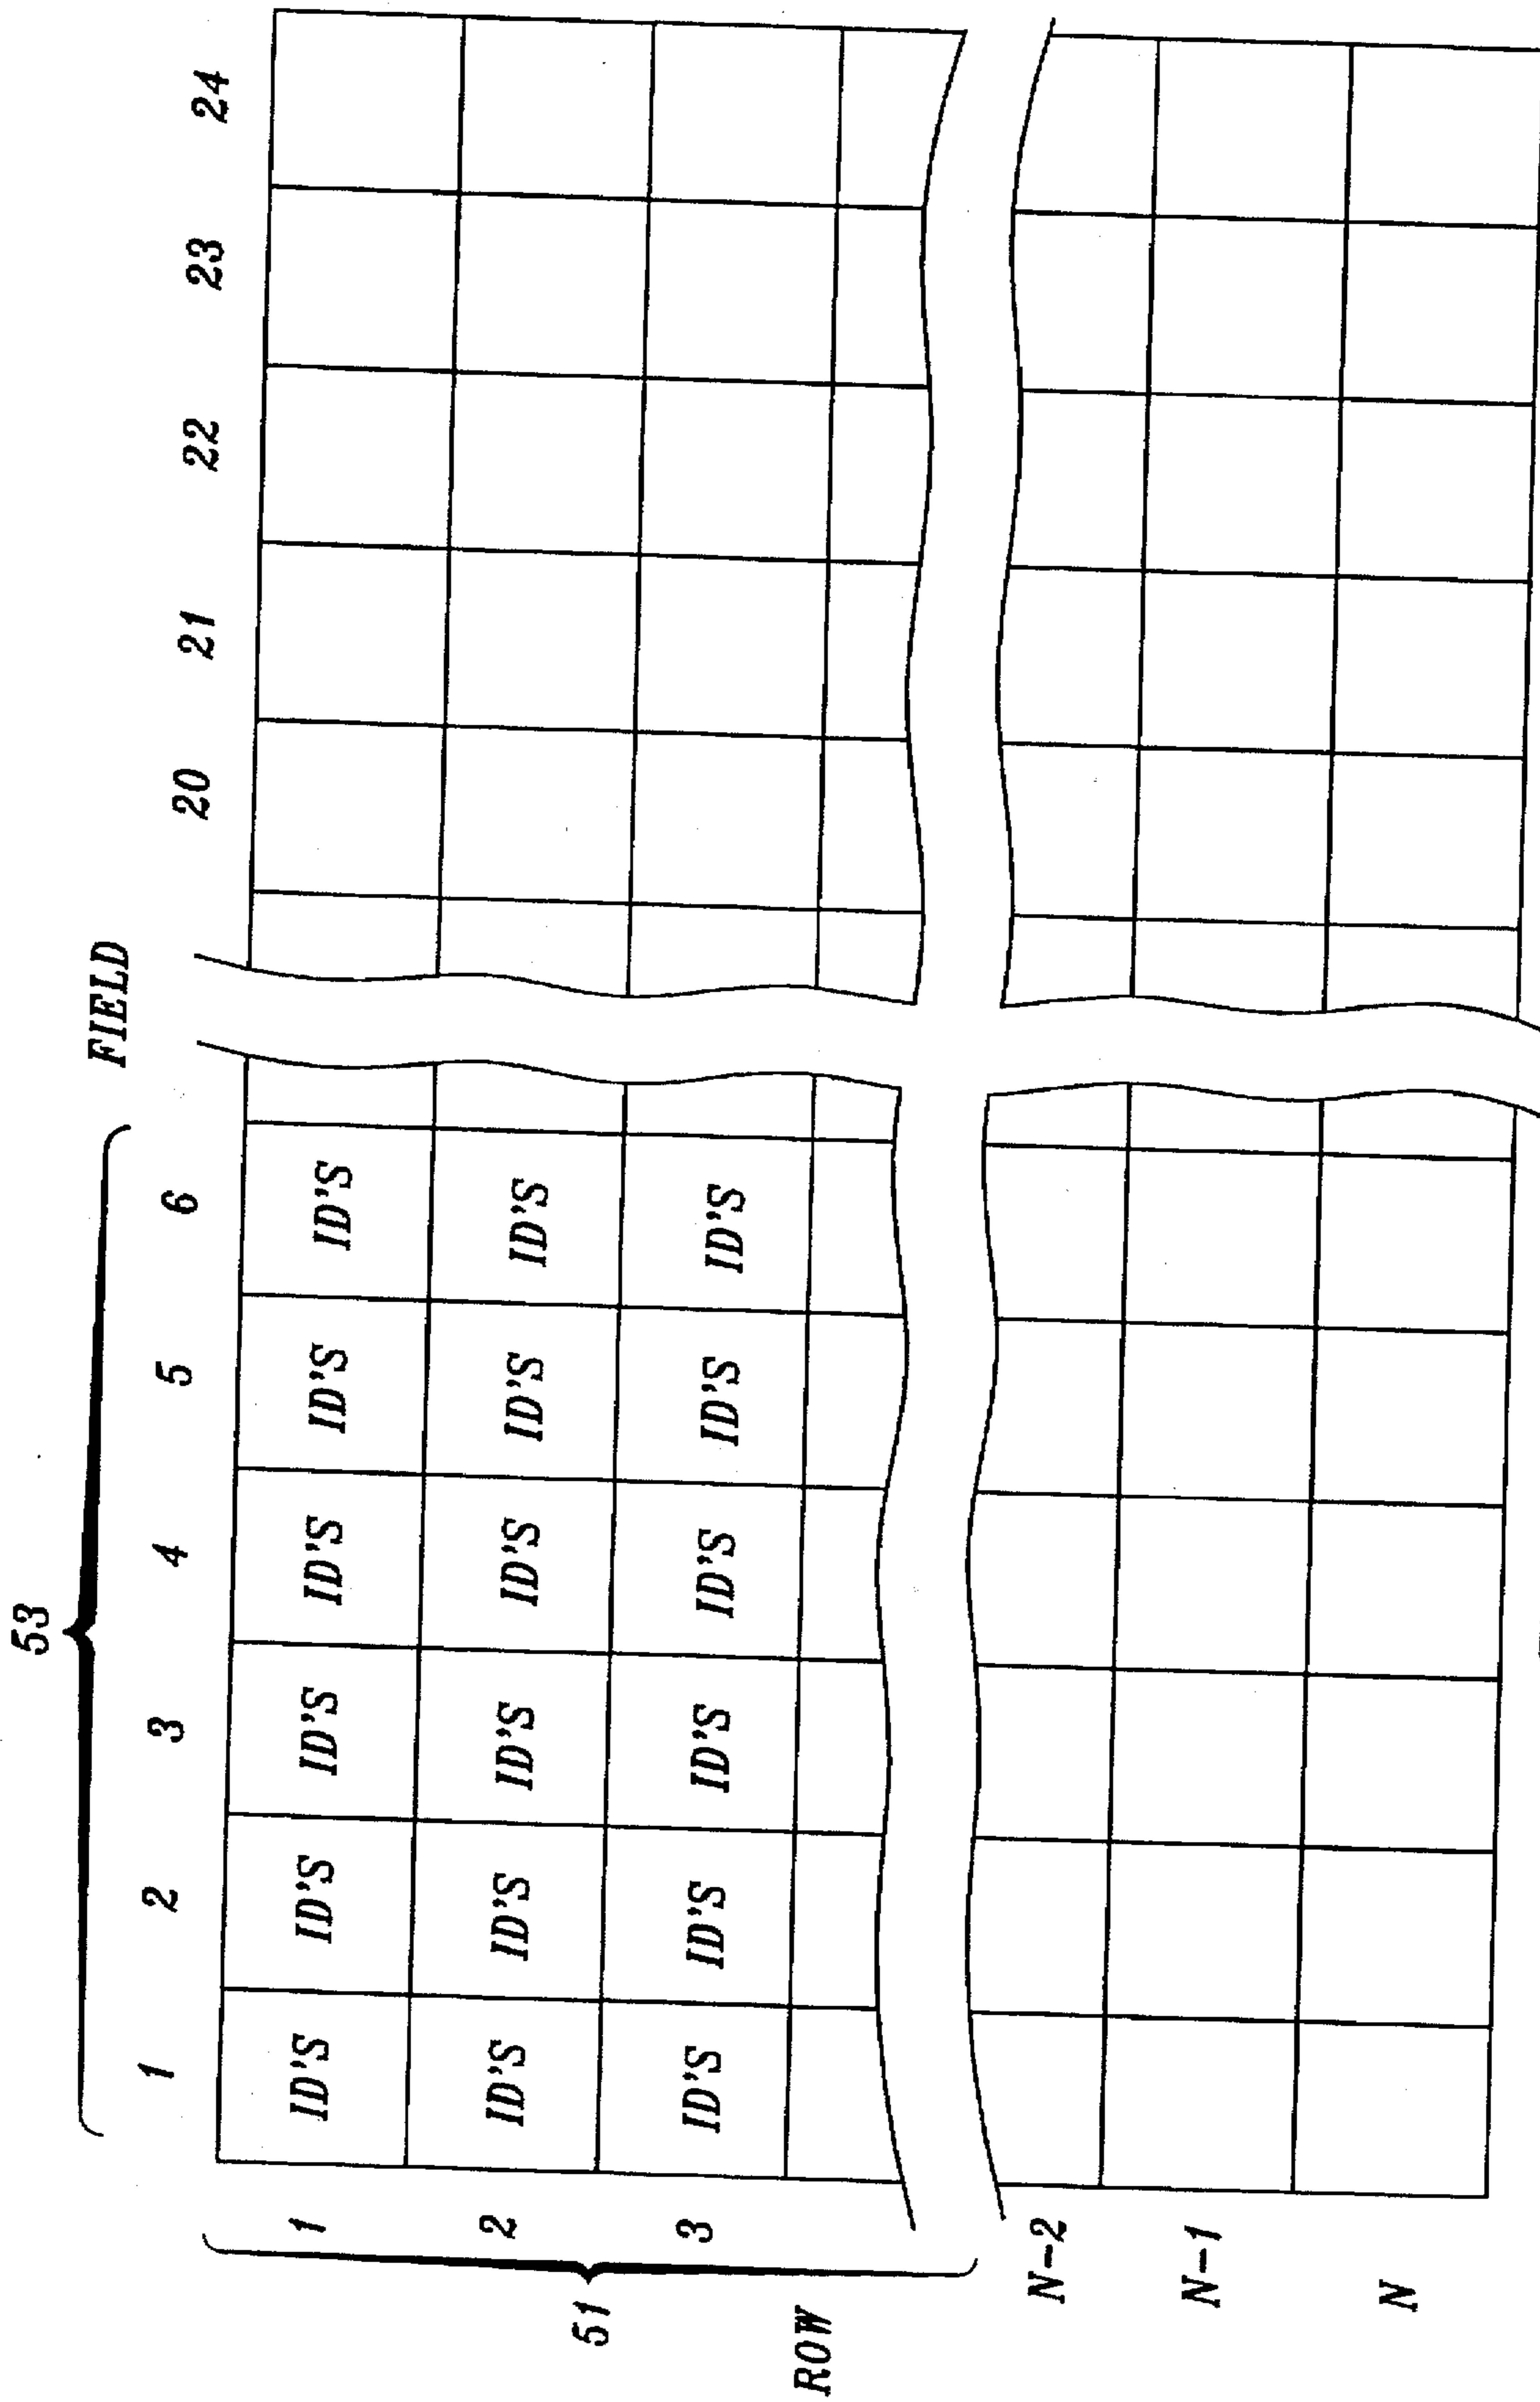 53
FIELD
1 2 3 4 5 6 20 21 22 23 24
1 ID'S ID'S ID'S ID'S ID'S ID'S
2 ID'S ID'S ID'S ID'S ID'S ID'S
51
3 ID'S ID'S ID'S ID'S ID'S ID'S
ROW
N-2
N-1
N